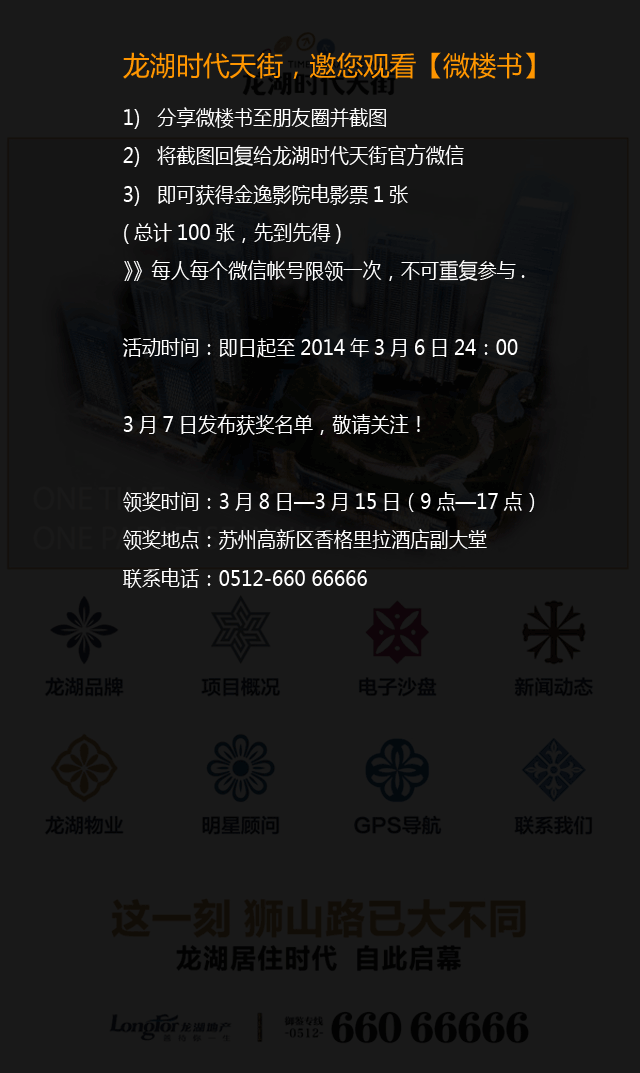 龙湖时代天街，邀您观看【微楼书】
龙湖时代天街
1) 分享微楼书至朋友圈并截图
2) 将截图回复给龙湖时代天街官方微信
3) 即可获得金逸影院电影票 1 张
( 总计 100 张，先到先得 )
》》每人每个微信帐号限领一次，不可重复参与 .
活动时间：即日起至 2014 年 3 月 6 日 24：00
3 月 7 日发布获奖名单，敬请关注！
领奖时间：3 月 8 日—3 月 15 日 ( 9 点—17 点 )
领奖地点：苏州高新区香格里拉酒店副大堂
联系电话：0512-660 66666
龙湖品牌 项目概况 电子沙盘 新闻动态
龙湖物业 明星顾问 GPS导航 联系我们
这一刻 狮山路已大不同
龙湖居住时代 自此启幕
Longfor 龙湖地产 御鉴专线 -0512- 660 66666